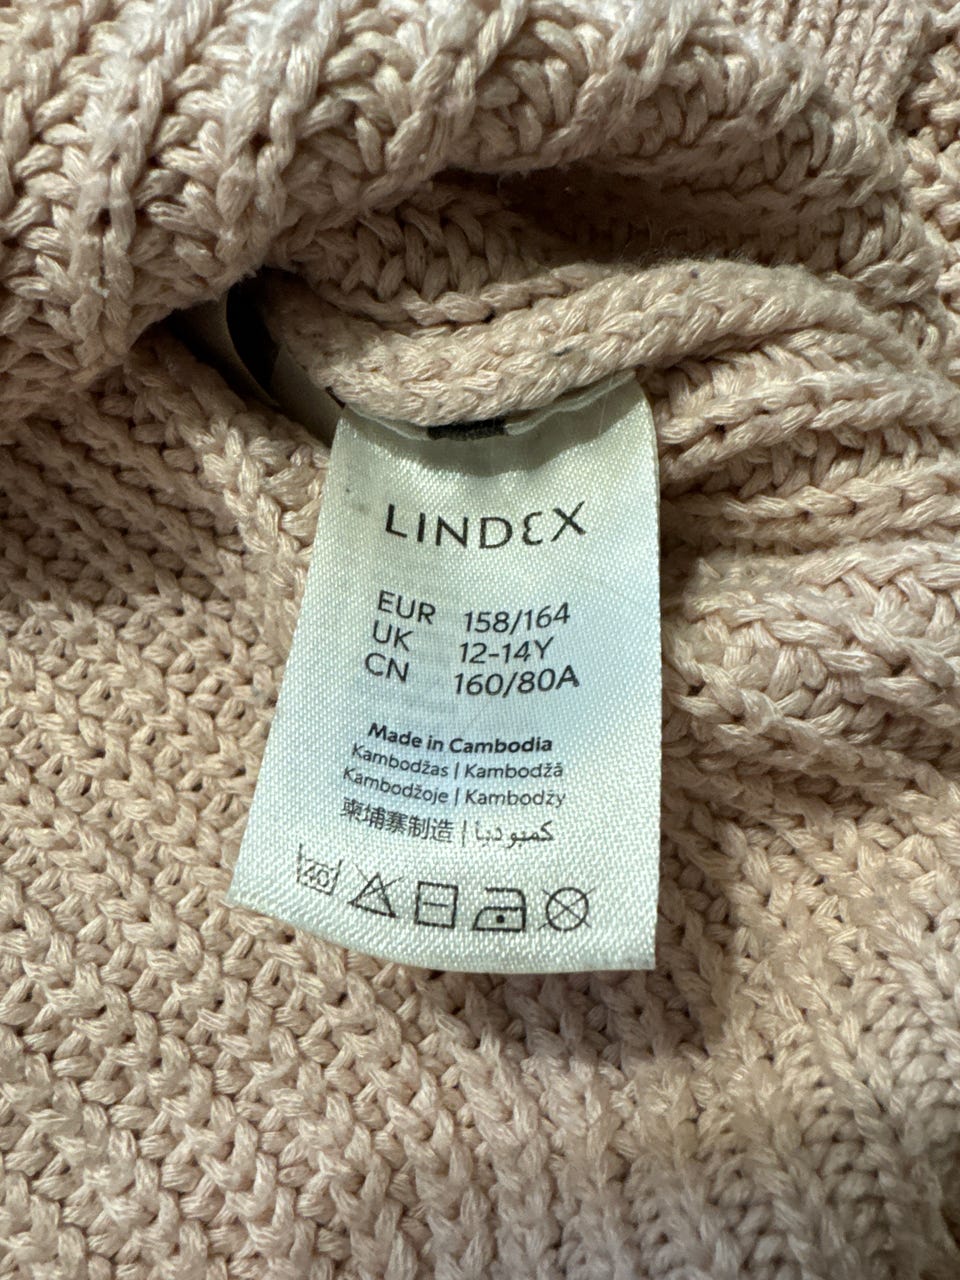 LINDEX
EUR 158/164
UK 12-14Y
CN 160/80A
Made in Cambodia
Kambodžas | Kambodžā
Kambodžoje | Kambodży
柬埔寨制造 | كمبوديا
40